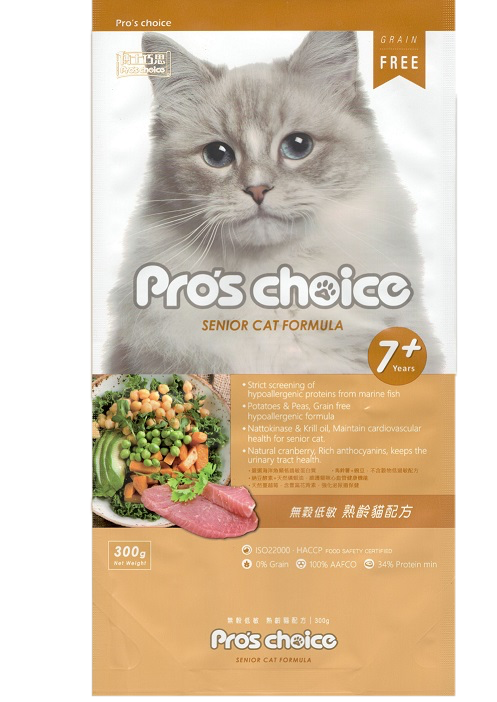 Pro's choice
GRAIN
FREE
博士巧思
Pro's choice
Pro's choice
SENIOR CAT FORMULA
7+
Years
• Strict screening of
hypoallergenic proteins from marine fish
• Potatoes & Peas, Grain free
hypoallergenic formula
• Nattokinase & Krill oil, Maintain cardiovascular
health for senior cat.
• Natural cranberry, Rich anthocyanins, keeps the
urinary tract health.
無穀低敏 熟齡貓配方
300g
Net Weight
ISO22000 HACCP FOOD SAFETY CERTIFIED
0% Grain 100% AAFCO 34% Protein min
無穀低敏 熟齡貓配方 | 300g
Pro's choice
SENIOR CAT FORMULA